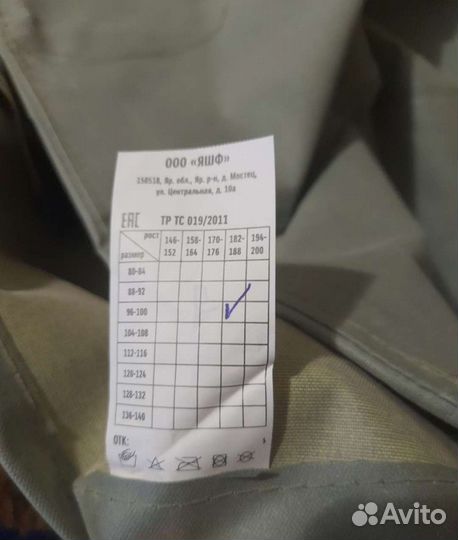 ООО «ЯШФ»
150518, Яр. обл., Яр. р-н, д. Мостец,
ул. Центральная, д. 10а
ЕАС ТР ТС 019/2011
рост 146-152 158-164 170-176 182-188 194-200
размер
80-84
88-92
96-100
104-108
112-116
120-124
128-132
136-140
ОТК:
Avito